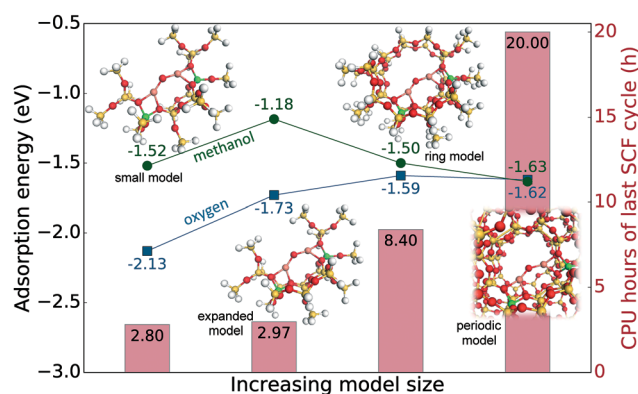 Adsorption energy (eV)
−0.5
−1.0
−1.5
−2.0
−2.5
−3.0
-1.52
methanol
-1.18
-1.50
-1.63
small model
ring model
oxygen
-2.13
-1.73
-1.59
-1.62
expanded
model
periodic
model
2.80
2.97
8.40
20.00
Increasing model size
20
15
10
5
0
CPU hours of last SCF cycle (h)